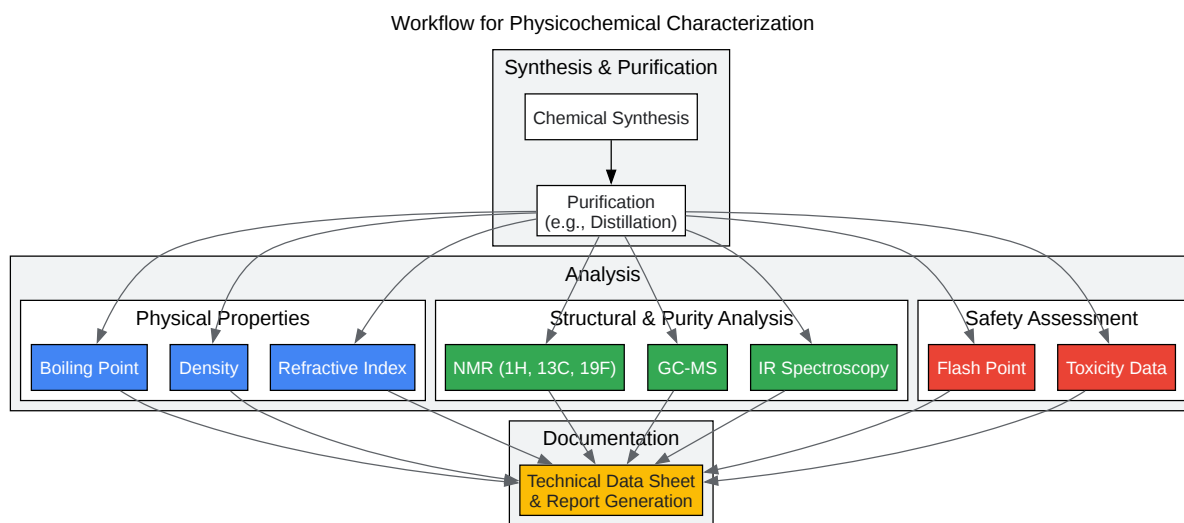 Workflow for Physicochemical Characterization
Synthesis & Purification
Chemical Synthesis
Purification
(e.g., Distillation)
Analysis
Physical Properties
Boiling Point
Density
Refractive Index
Structural & Purity Analysis
NMR (1H, 13C, 19F)
GC-MS
IR Spectroscopy
Safety Assessment
Flash Point
Toxicity Data
Documentation
Technical Data Sheet
& Report Generation